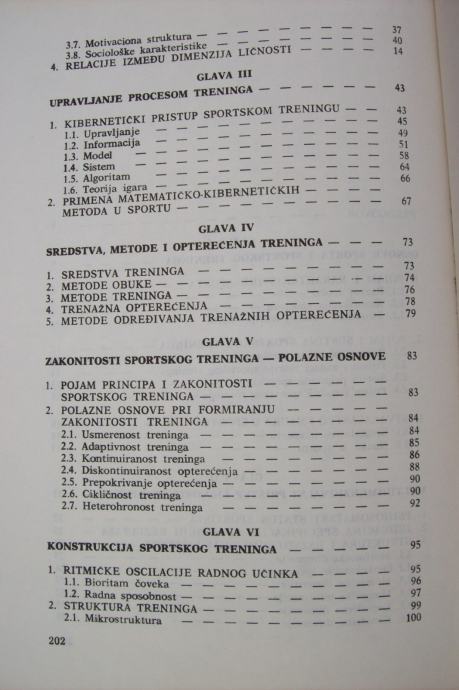 3.7. Motivaciona struktura — — — — — — — — 37
3.8. Sociološke karakteristike — — — — — — — 40
4. RELACIJE IZMEĐU DIMENZIJA LIČNOSTI — — — — 14
GLAVA III
UPRAVLJANJE PROCESOM TRENINGA — — — — — — 43
1. KIBERNETIČKI PRISTUP SPORTSKOM TRENINGU — — — 43
1.1. Upravljanje — — — — — — — — — — 45
1.2. Informacija — — — — — — — — — — 49
1.3. Model — — — — — — — — — — 51
1.4. Sistem — — — — — — — — — — 58
1.5. Algoritam — — — — — — — — — — 64
1.6. Teorija igara — — — — — — — — — — 66
2. PRIMENA MATEMATIČKO-KIBERNETIČKIH — — — —
METODA U SPORTU — — — — — — — — — 67
GLAVA IV
SREDSTVA, METODE I OPTEREĆENJA TRENINGA — — — 73
1. SREDSTVA TRENINGA — — — — — — — — 73
2. METODE OBUKE — — — — — — — — — 74
3. METODE TRENINGA — — — — — — — — 76
4. TRENAŽNA OPTEREĆENJA — — — — — — — 78
5. METODE ODREĐIVANJA TRENAŽNIH OPTEREĆENJA — — 79
GLAVA V
ZAKONITOSTI SPORTSKOG TRENINGA — POLAZNE OSNOVE 83
1. POJAM PRINCIPA I ZAKONITOSTI — — — — — —
SPORTSKOG TRENINGA — — — — — — — — 83
2. POLAZNE OSNOVE PRI FORMIRANJU — — — — —
ZAKONITOSTI TRENINGA — — — — — — — 84
2.1. Usmerenost treninga — — — — — — — — 84
2.2. Adaptivnost treninga — — — — — — — — 85
2.3. Kontinuiranost treninga — — — — — — — 86
2.4. Diskontinuiranost opterećenja — — — — — — 88
2.5. Prepokrivanje opterećenja — — — — — — — 90
2.6. Cikličnost treninga — — — — — — — — 90
2.7. Heterohronost treninga — — — — — — — 92
GLAVA VI
KONSTRUKCIJA SPORTSKOG TRENINGA — — — — — 95
1. RITMIČKE OSCILACIJE RADNOG UČINKA — — — — 95
1.1. Bioritam čoveka — — — — — — — — — 96
1.2. Radna sposobnost — — — — — — — — — 97
2. STRUKTURA TRENINGA — — — — — — — — 99
2.1. Mikrostruktura — — — — — — — — — 100
202